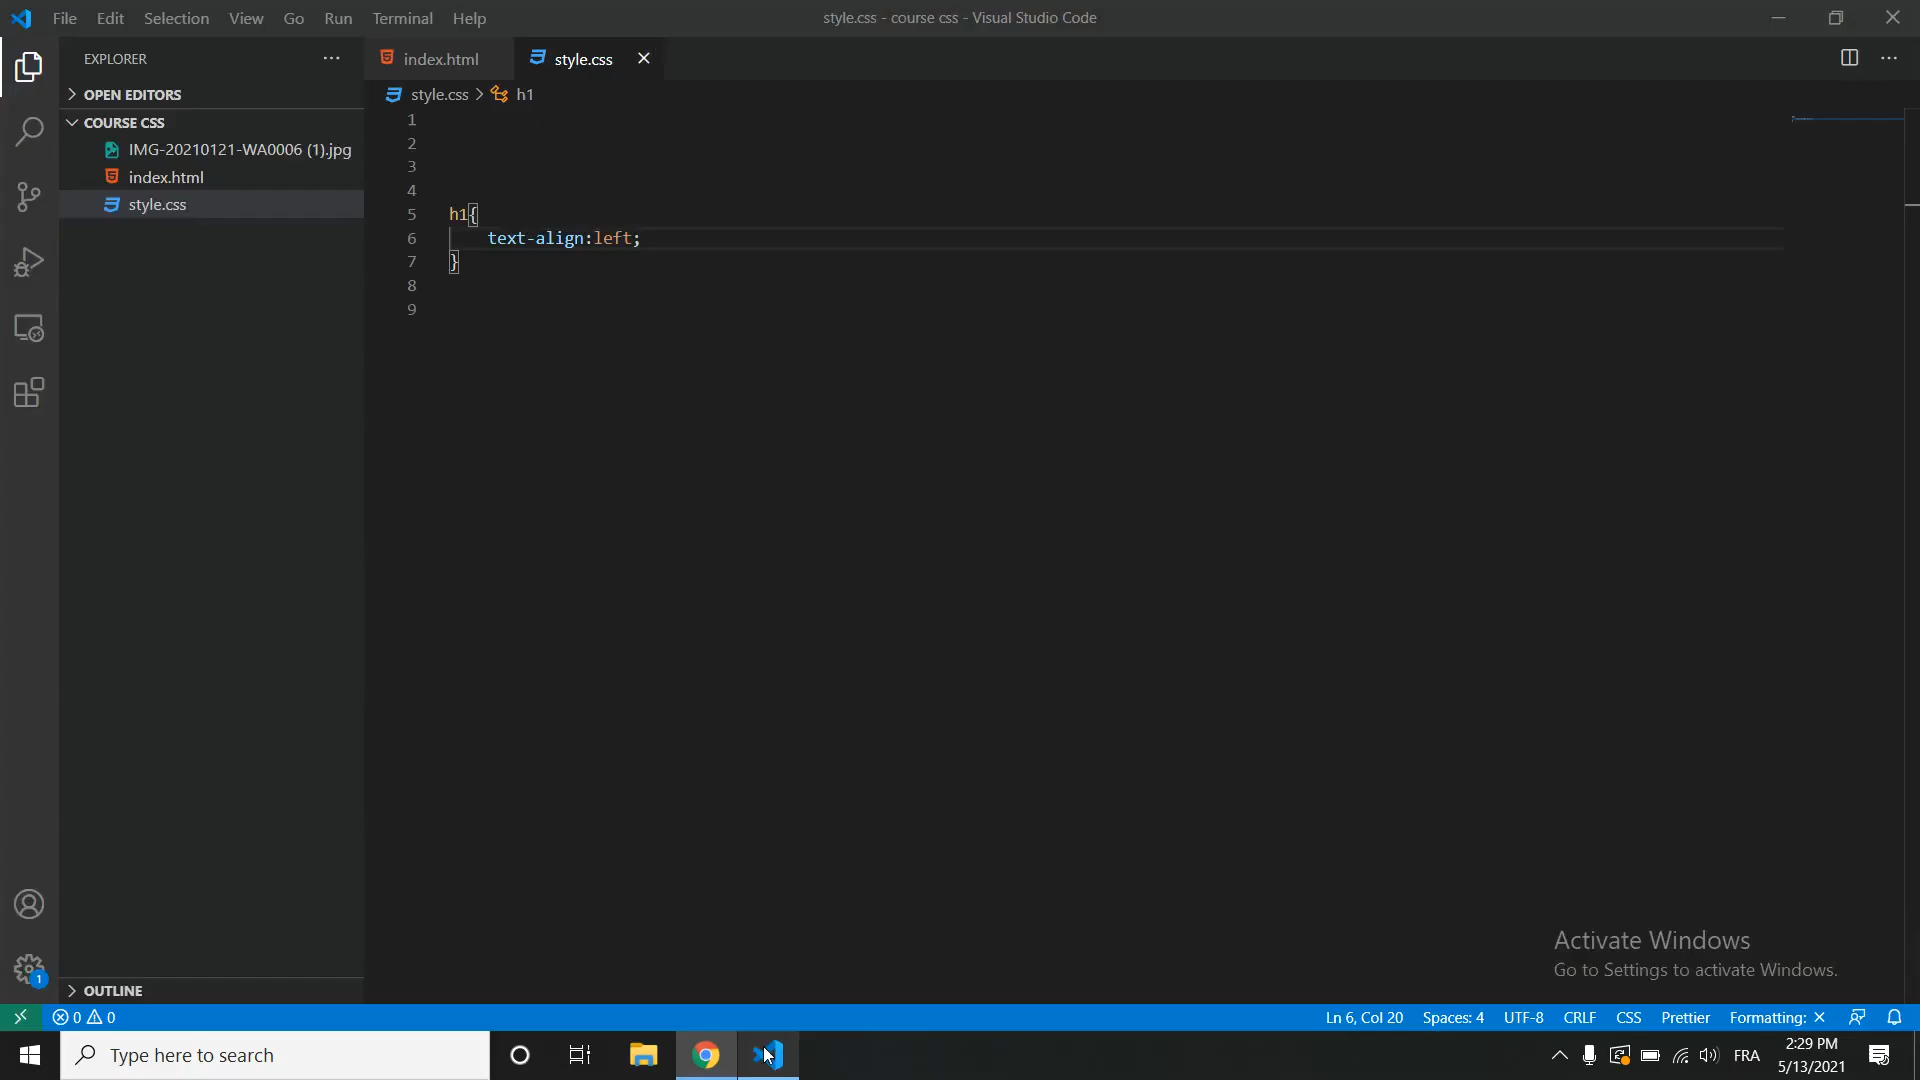 File Edit Selection View Go Run Terminal Help
style.css - course css - Visual Studio Code
EXPLORER
index.html
style.css
OPEN EDITORS
style.css > h1
COURSE CSS
IMG-20210121-WA0006 (1).jpg
index.html
style.css
1
2
3
4
5 h1{
6 text-align:left;
7 }
8
9
1
Activate Windows
Go to Settings to activate Windows.
OUTLINE
0 0
Ln 6, Col 20 Spaces: 4 UTF-8 CRLF CSS Prettier Formatting: ×
Type here to search
FRA
2:29 PM
5/13/2021